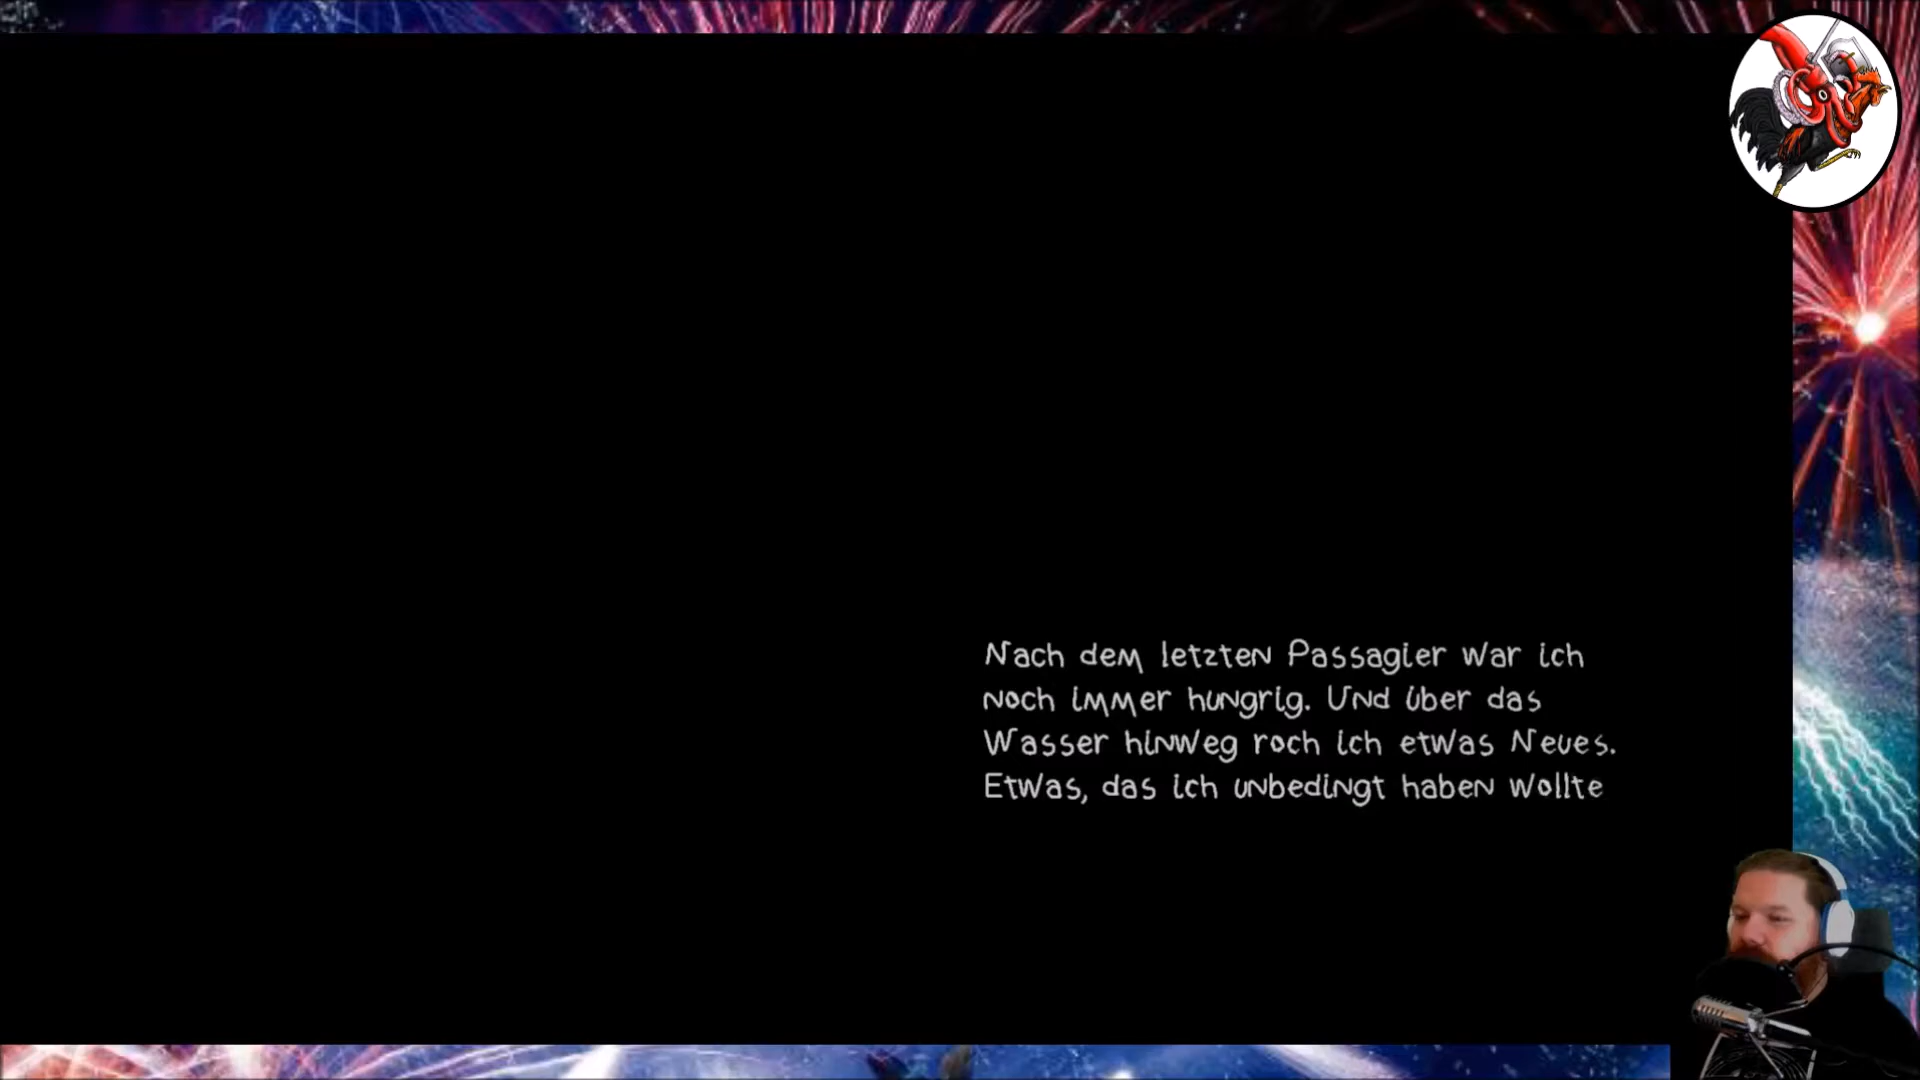 Nach dem letzten Passagier war ich
noch immer hungrig. Und über das
Wasser hinweg roch ich etwas Neues.
Etwas, das ich unbedingt haben wollte